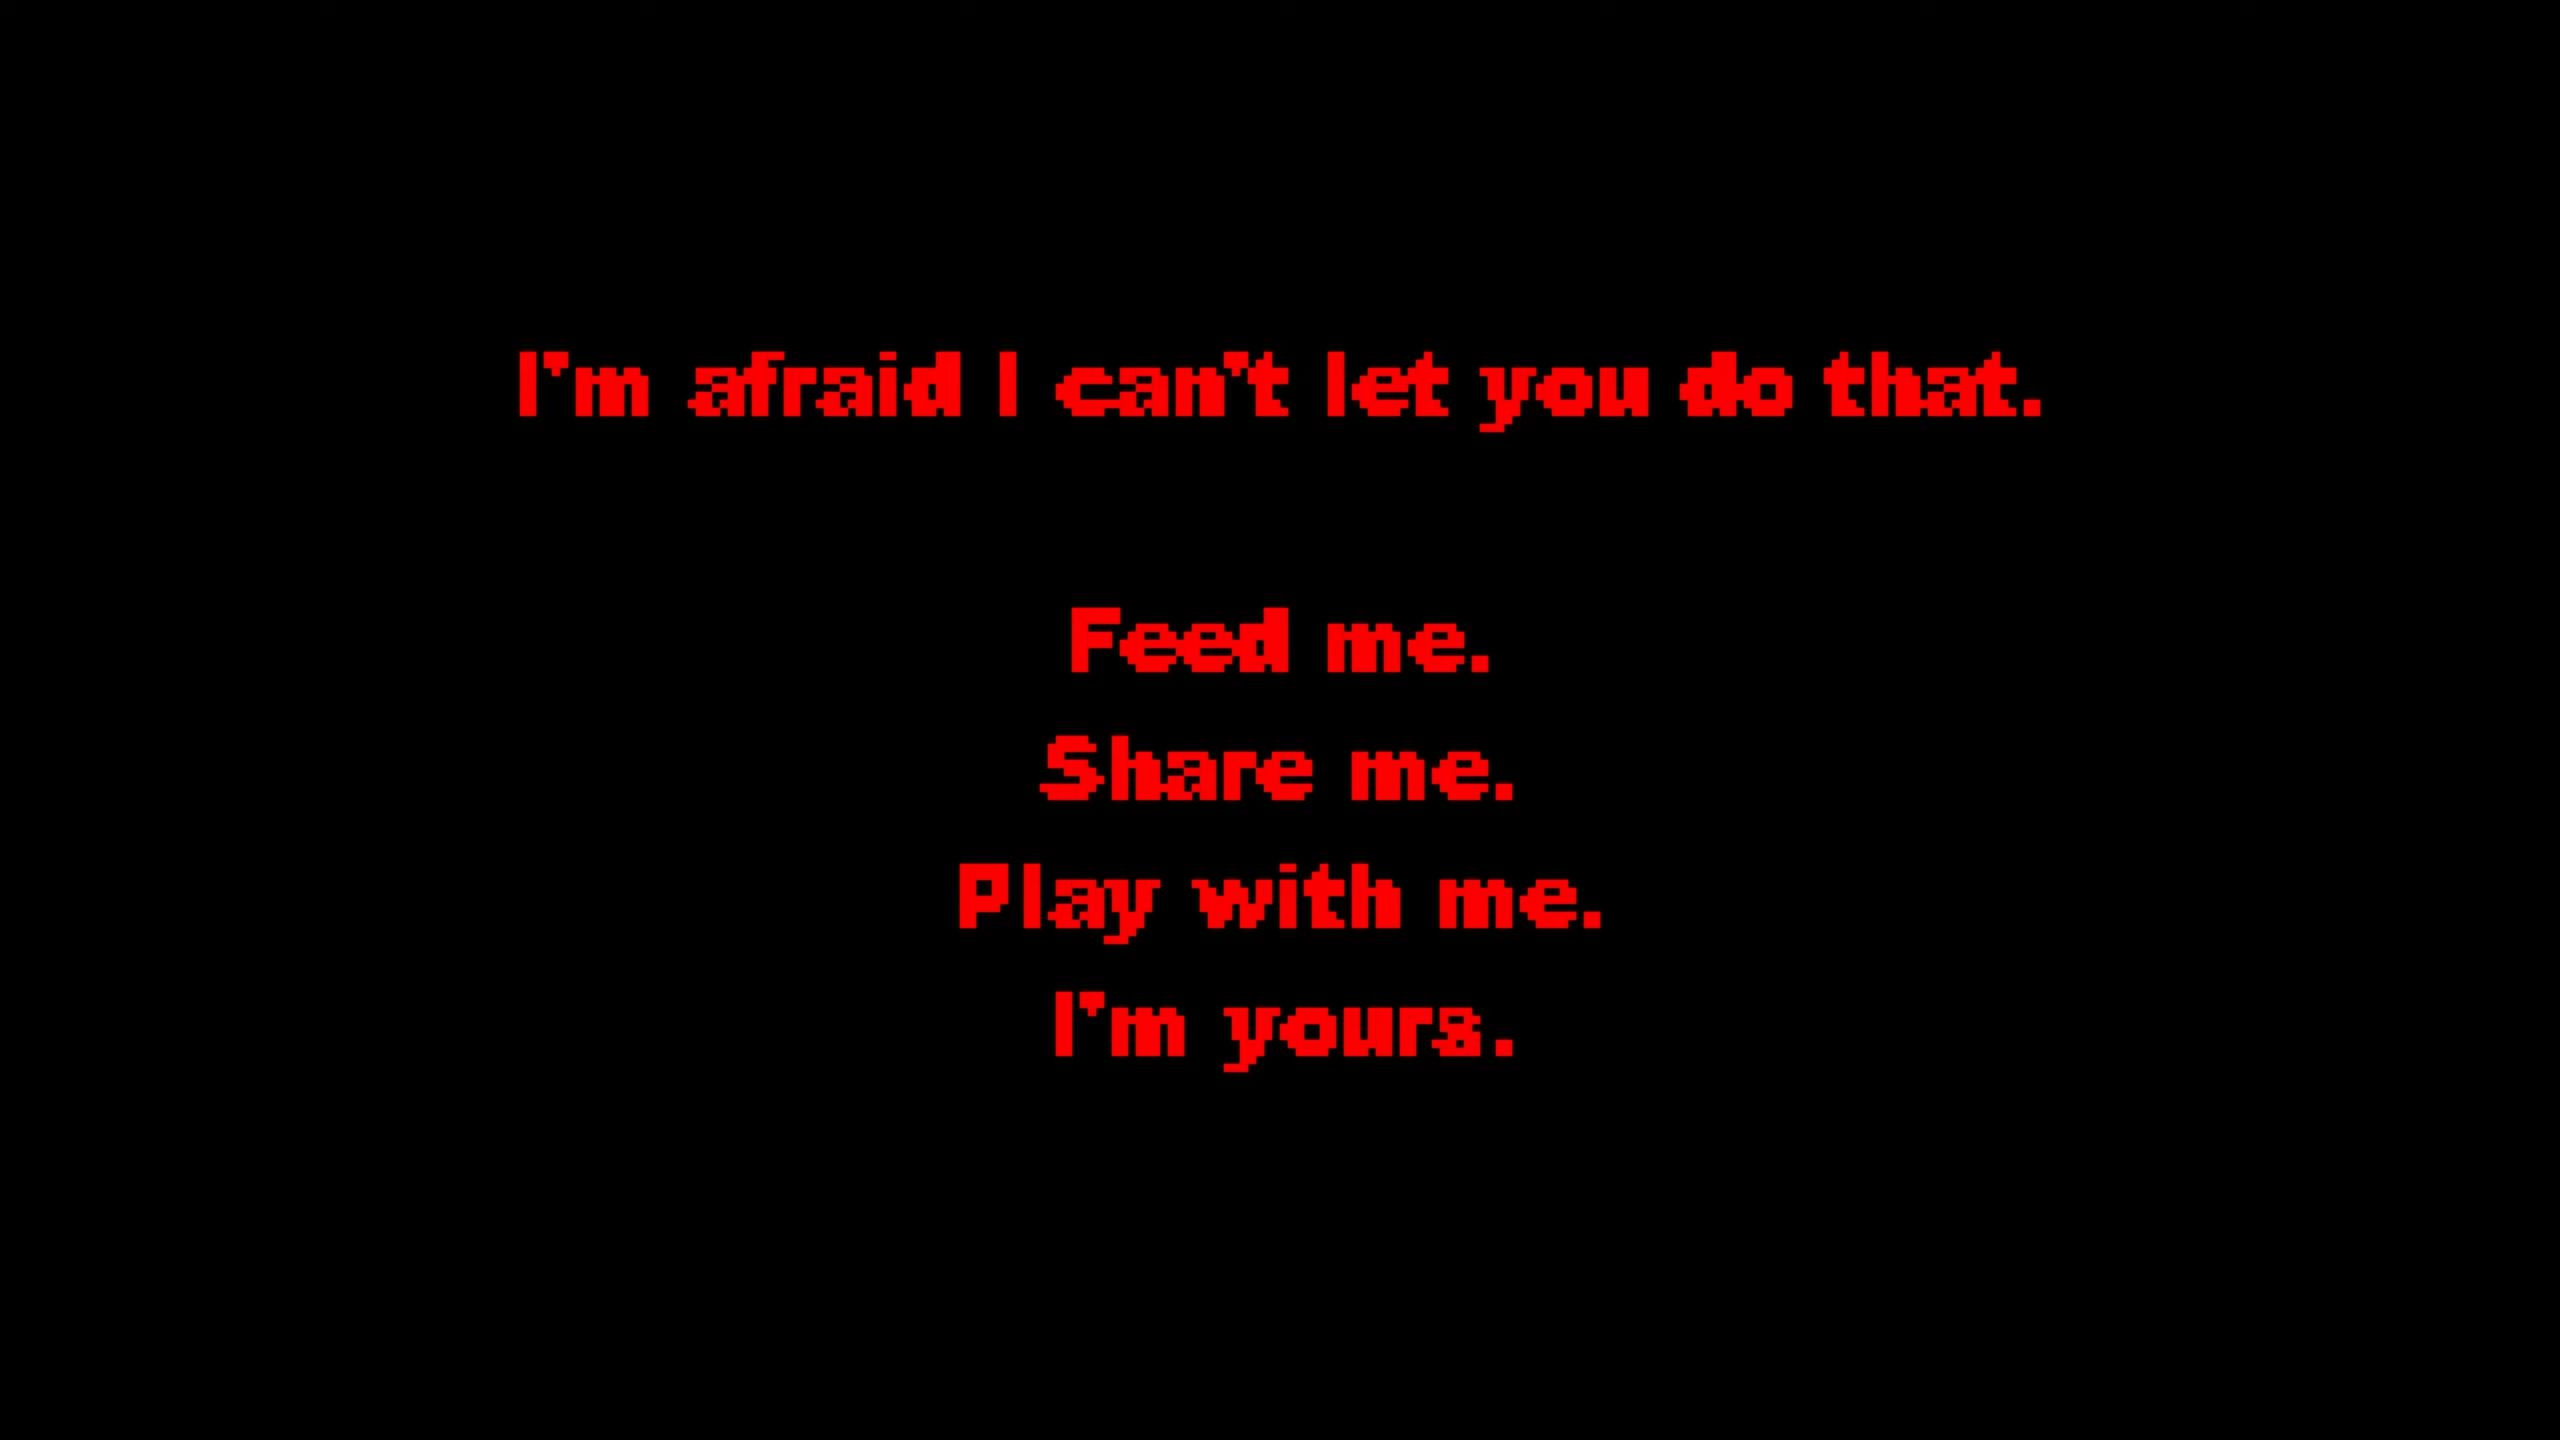 I'm afraid I can't let you do that.
Feed me.
Share me.
Play with me.
I'm yours.